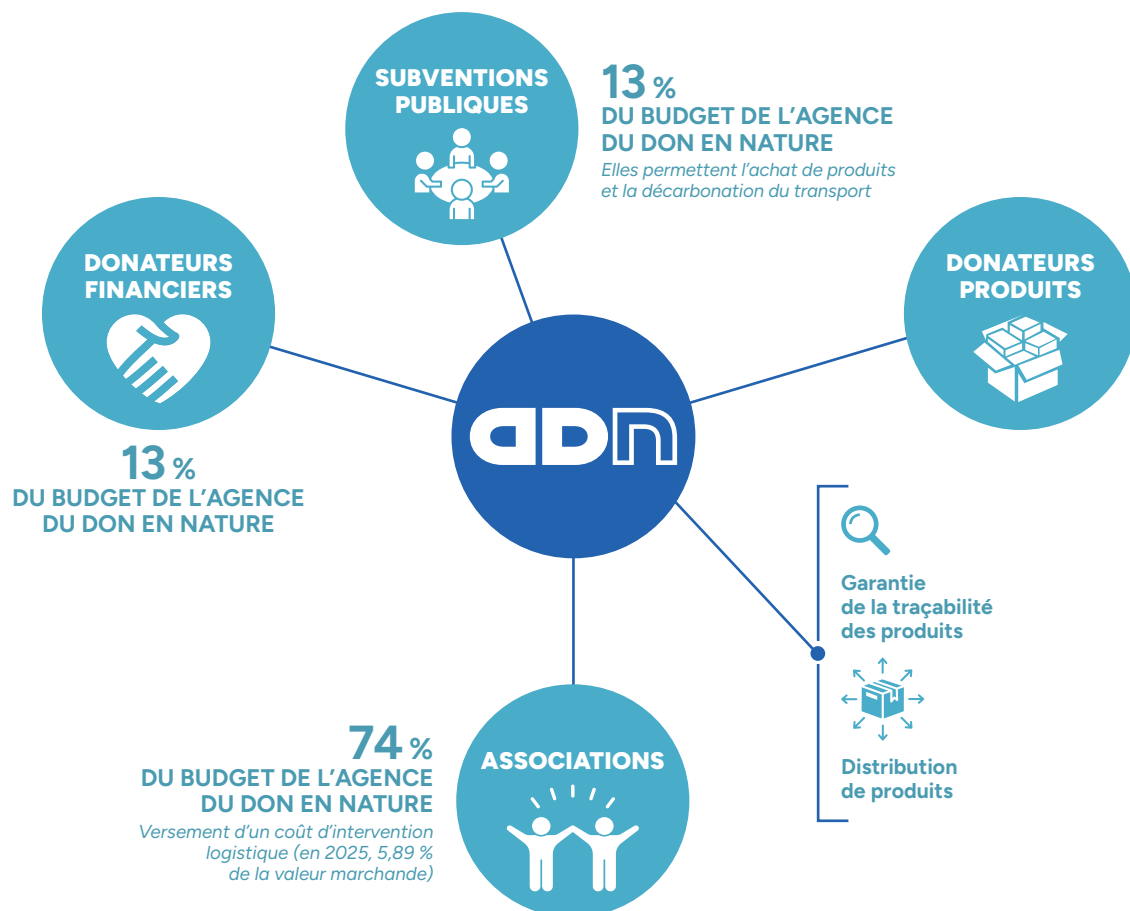 SUBVENTIONS
PUBLIQUES
13 %
DU BUDGET DE L’AGENCE
DU DON EN NATURE
Elles permettent l’achat de produits
et la décarbonation du transport
DONATEURS
FINANCIERS
13 %
DU BUDGET DE L’AGENCE
DU DON EN NATURE
DONATEURS
PRODUITS
aDn
Garantie
de la traçabilité
des produits
Distribution
de produits
74 %
DU BUDGET DE L’AGENCE
DU DON EN NATURE
Versement d’un coût d’intervention
logistique (en 2025, 5,89 %
de la valeur marchande)
ASSOCIATIONS